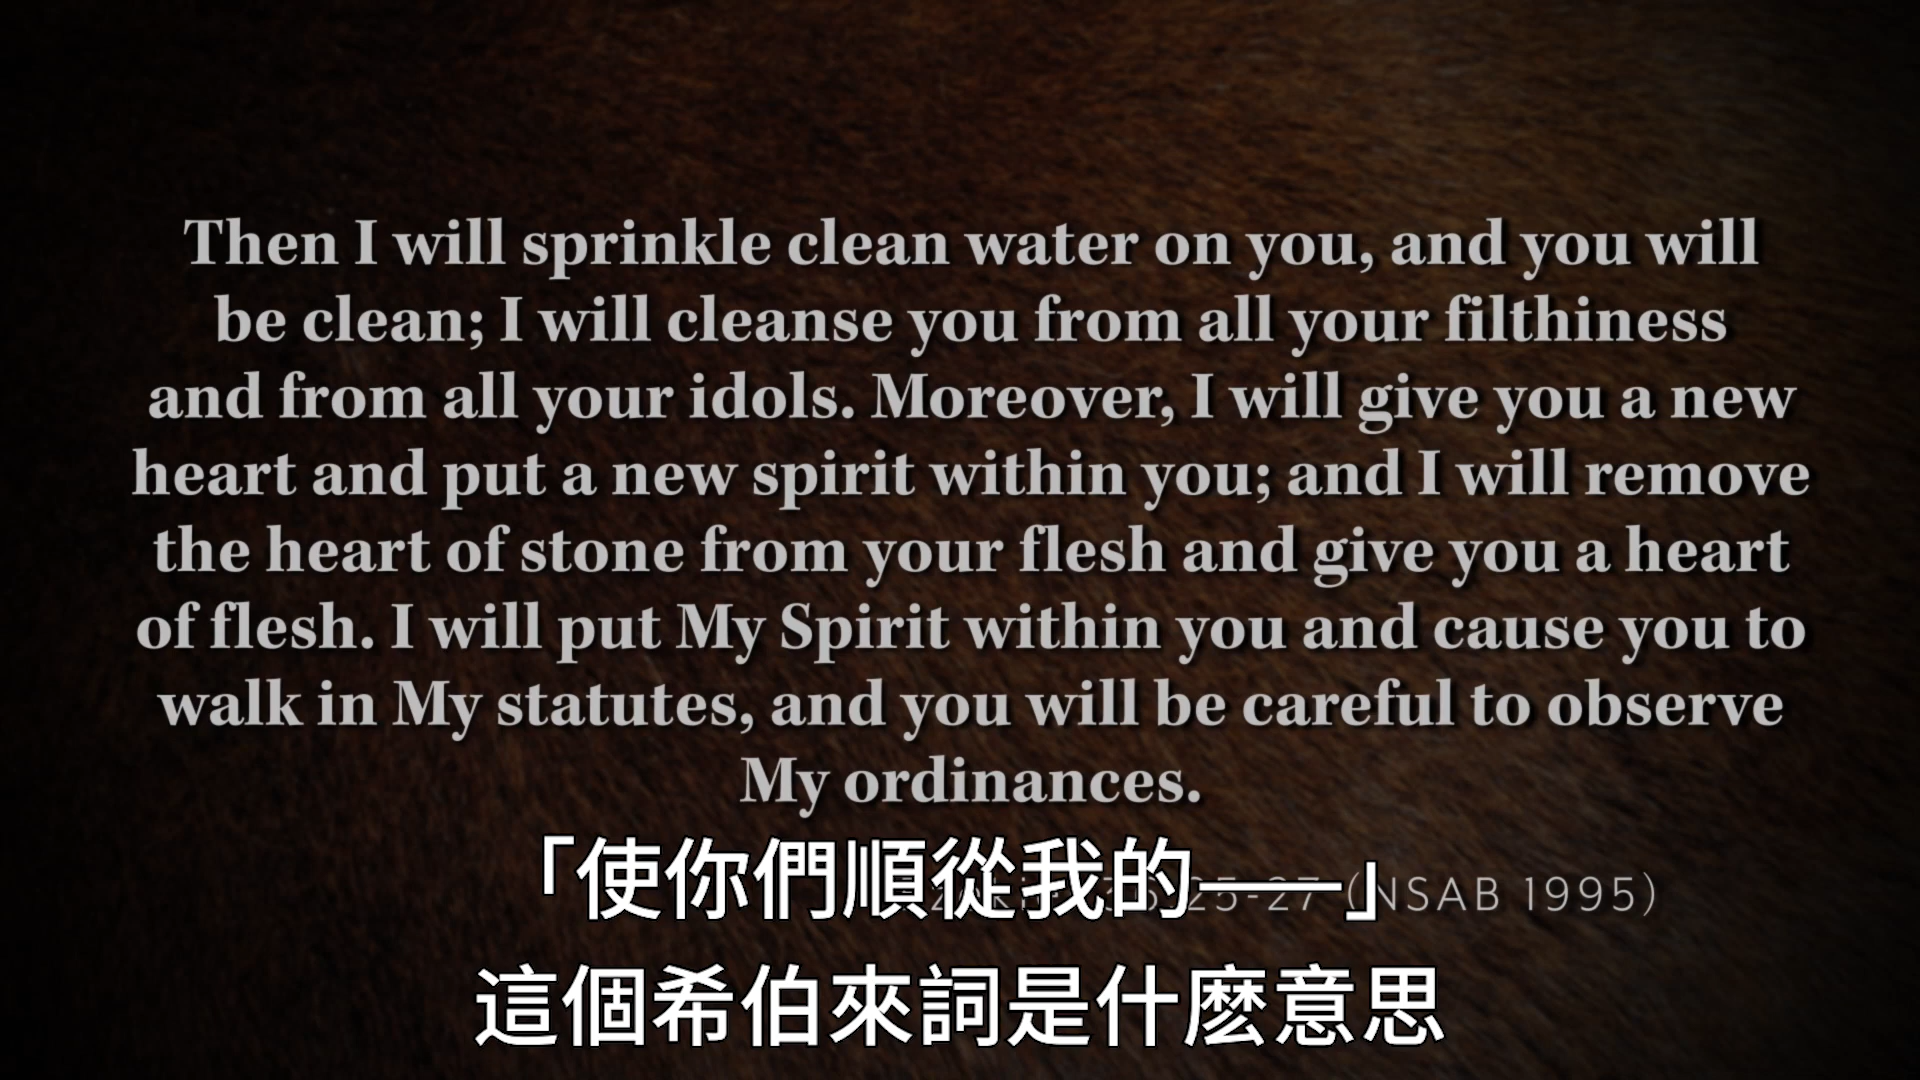 Then I will sprinkle clean water on you, and you will
be clean; I will cleanse you from all your filthiness
and from all your idols. Moreover, I will give you a new
heart and put a new spirit within you; and I will remove
the heart of stone from your flesh and give you a heart
of flesh. I will put My Spirit within you and cause you to
walk in My statutes, and you will be careful to observe
My ordinances.
25-27 (NSAB 1995)
「使你們順從我的——」
這個希伯來詞是什麼意思